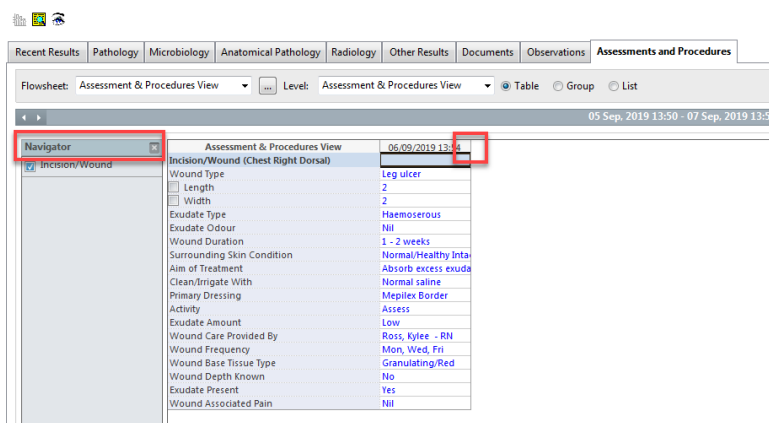 Recent Results Pathology Microbiology Anatomical Pathology Radiology Other Results Documents Observations Assessments and Procedures
Flowsheet: Assessment & Procedures View ... Level: Assessment & Procedures View Table Group List
05 Sep, 2019 13:50 - 07 Sep, 2019 13:5
Navigator
Incision/Wound
Assessment & Procedures View 06/09/2019 13:54
Incision/Wound (Chest Right Dorsal)
Wound Type Leg ulcer
Length 2
Width 2
Exudate Type Haemoserous
Exudate Odour Nil
Wound Duration 1 - 2 weeks
Surrounding Skin Condition Normal/Healthy Inta
Aim of Treatment Absorb excess exuda
Clean/Irrigate With Normal saline
Primary Dressing Mepilex Border
Activity Assess
Exudate Amount Low
Wound Care Provided By Ross, Kylee - RN
Wound Frequency Mon, Wed, Fri
Wound Base Tissue Type Granulating/Red
Wound Depth Known No
Exudate Present Yes
Wound Associated Pain Nil